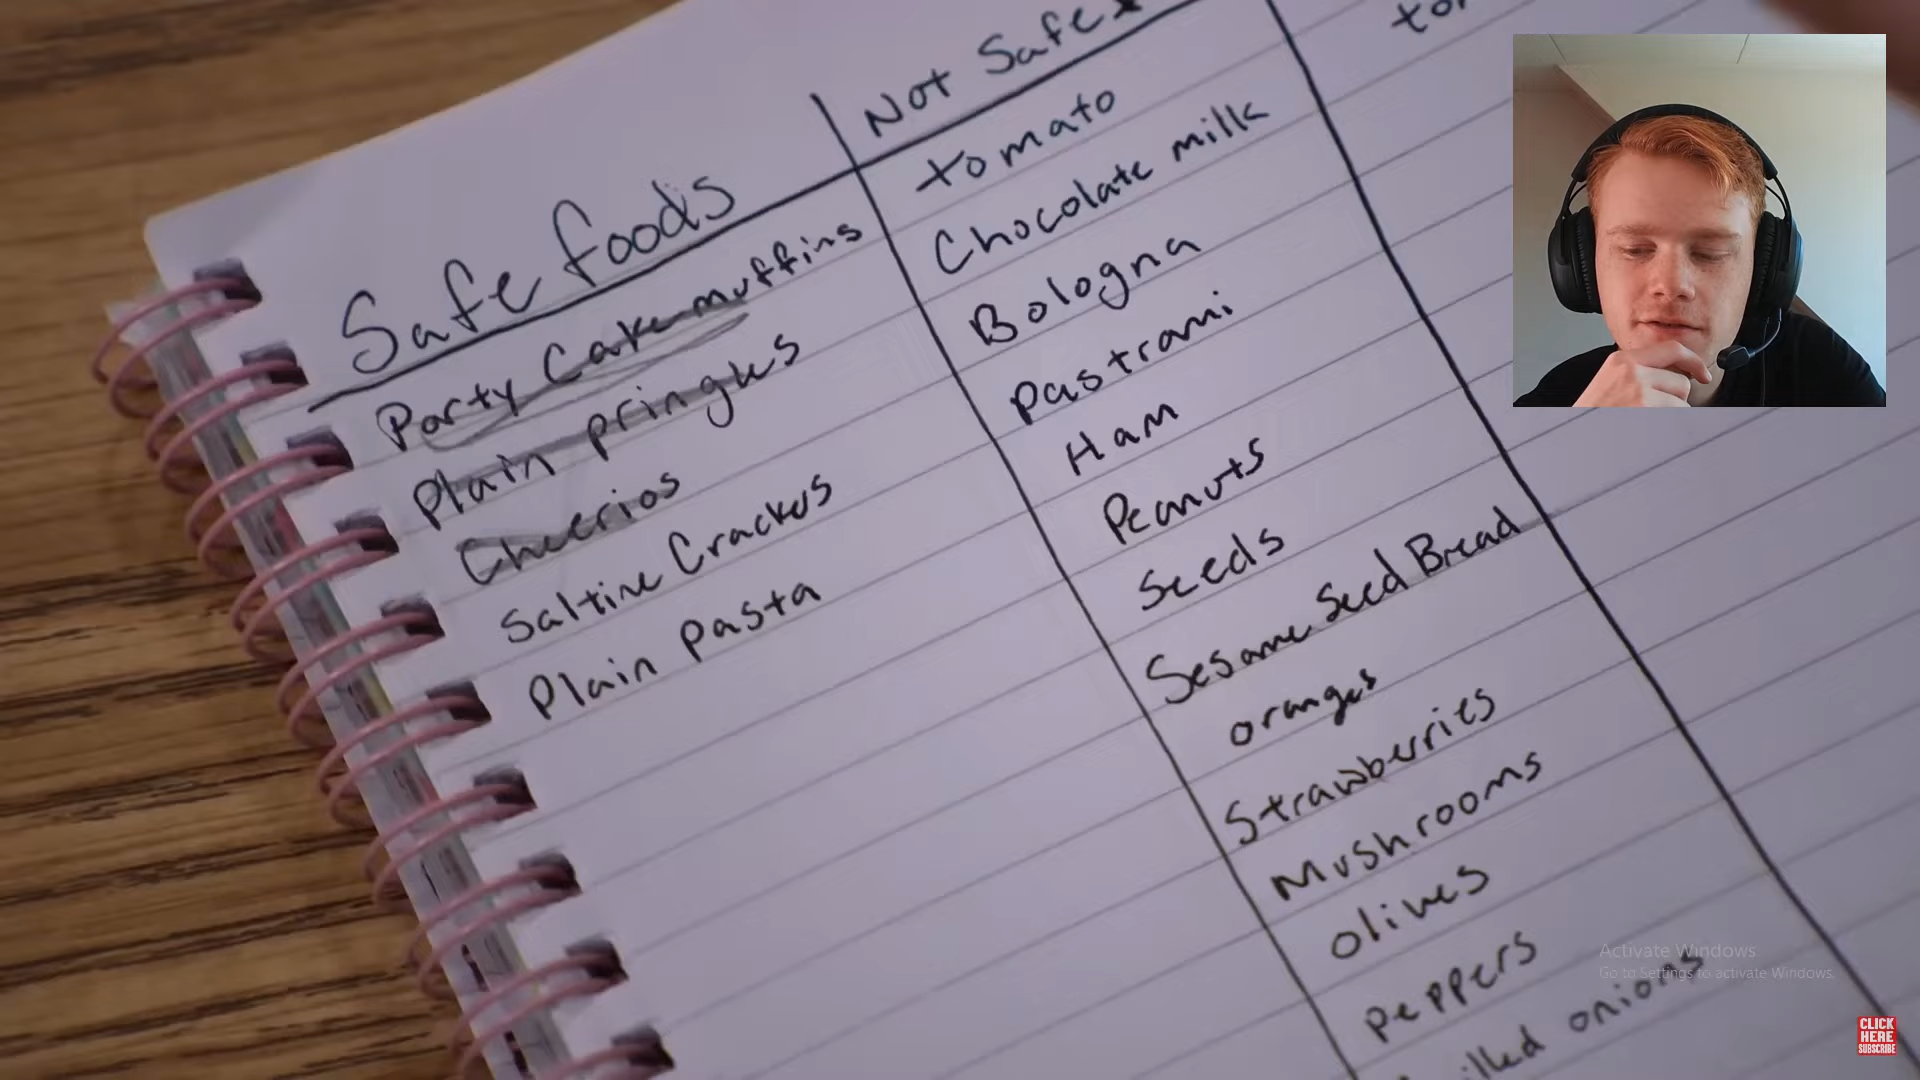 Safe foods
Party Cake muffins
Plain pringles
Cheerios
Saltine Crackers
Plain Pasta
Not Safe
tomato
Chocolate milk
Bologna
Pastrami
Ham
Peanuts
Seeds
Sesame Seed Bread
oranges
Strawberries
Mushrooms
olives
peppers
onions
Activate Windows
Go to Settings to activate Windows.
CLICK
HERE
SUBSCRIBE